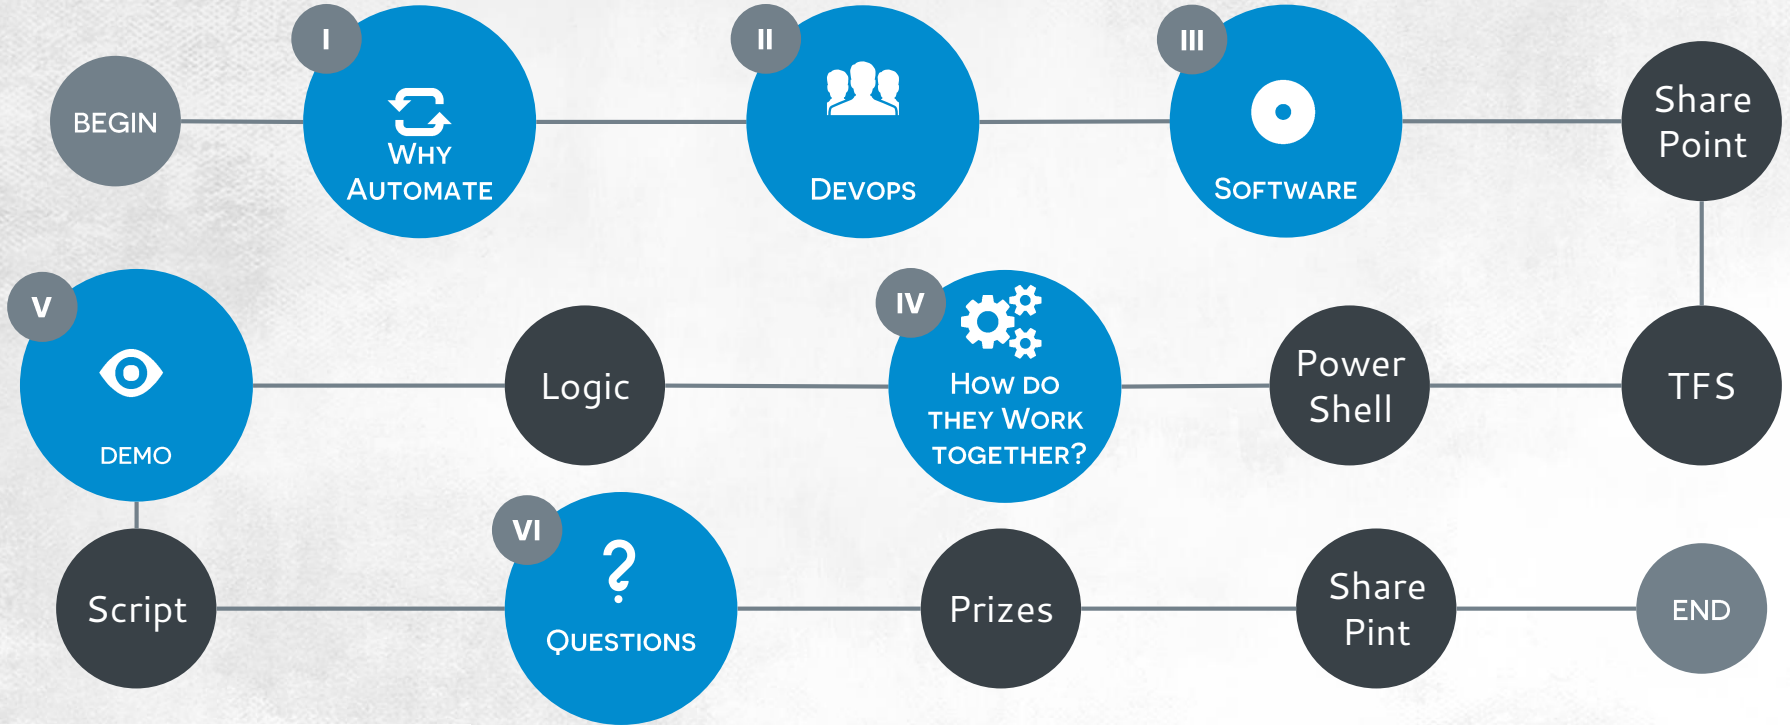 BEGIN
I
WHY
AUTOMATE
II
DEVOPS
III
SOFTWARE
Share
Point
TFS
Power
Shell
IV
HOW DO
THEY WORK
TOGETHER?
Logic
V
DEMO
Script
VI
QUESTIONS
Prizes
Share
Pint
END